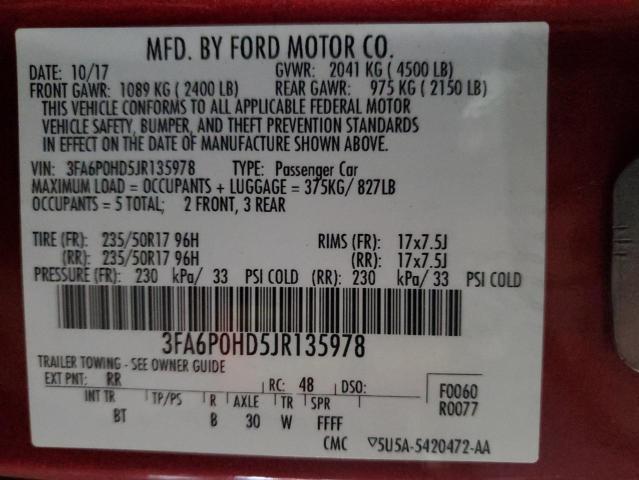 MFD. BY FORD MOTOR CO.
DATE: 10/17 GVWR: 2041 KG ( 4500 LB)
FRONT GAWR: 1089 KG ( 2400 LB) REAR GAWR: 975 KG ( 2150 LB)
THIS VEHICLE CONFORMS TO ALL APPLICABLE FEDERAL MOTOR
VEHICLE SAFETY, BUMPER, AND THEFT PREVENTION STANDARDS
IN EFFECT ON THE DATE OF MANUFACTURE SHOWN ABOVE.
VIN: 3FA6P0HD5JR135978 TYPE: Passenger Car
MAXIMUM LOAD = OCCUPANTS + LUGGAGE = 375KG/ 827LB
OCCUPANTS = 5 TOTAL; 2 FRONT, 3 REAR
TIRE (FR): 235/50R17 96H RIMS (FR): 17x7.5J
(RR): 235/50R17 96H (RR): 17x7.5J
PRESSURE (FR): 230 kPa/ 33 PSI COLD (RR): 230 kPa/ 33 PSI COLD
3FA6P0HD5JR135978
TRAILER TOWING - SEE OWNER GUIDE
EXT PNT: RR RC: 48 DSO: F0060
INT TR TP/PS R AXLE TR SPR R0077
BT B 30 W FFFF
CMC ▽5U5A-5420472-AA